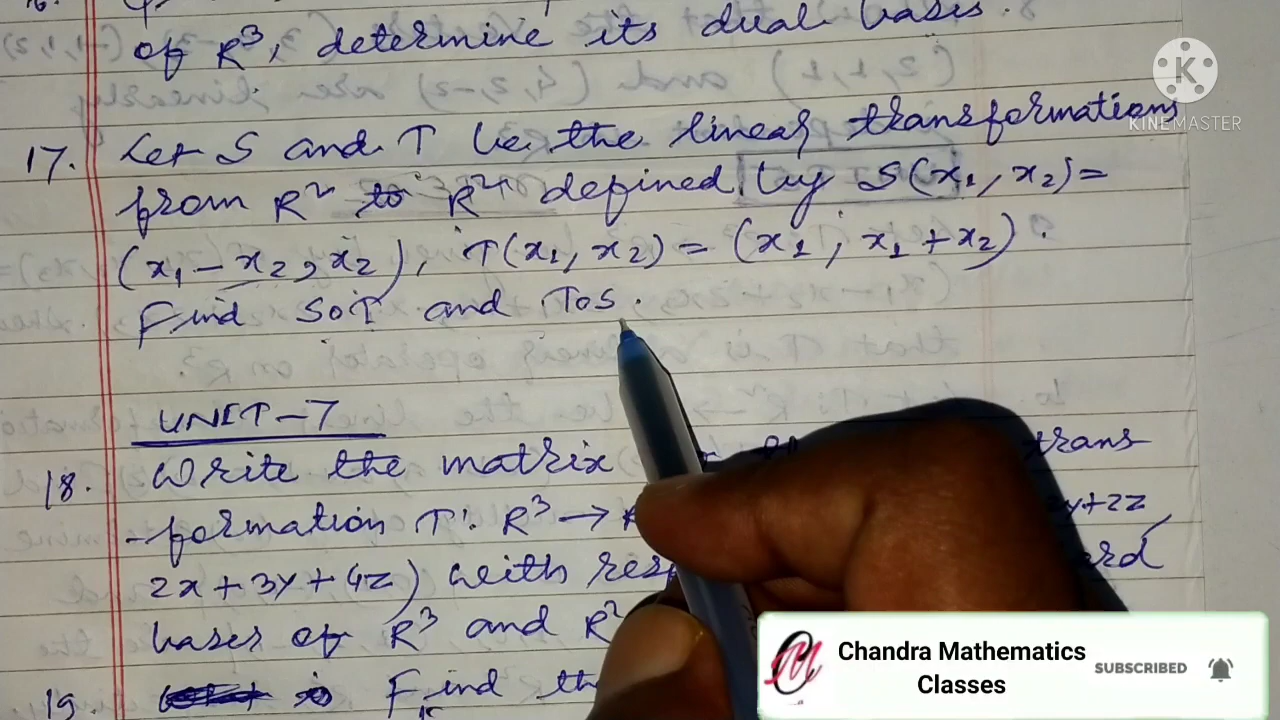 of R³, determine its dual bases.
KINEMASTER
17. Let S and T be the linear transformations
from R² to R² defined by S(x₁, x₂) =
(x₁ – x₂, x₂), T(x₁, x₂) = (x₁, x₁ + x₂).
Find SoT and ToS.
UNIT-7
18. Write the matrix trans
-formation T: R³ → y+2z,
2x+3y+4z) with
bases of R³ and R²
19. Find
Chandra Mathematics
Classes
SUBSCRIBED